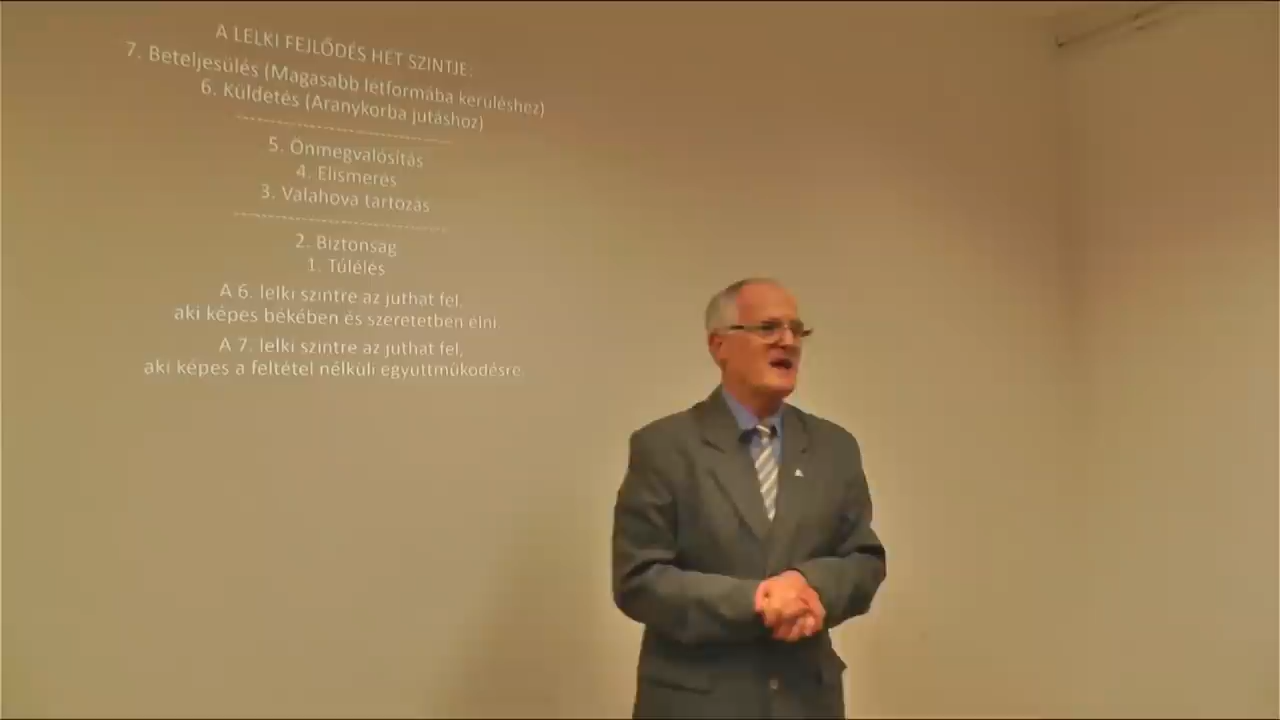 A LELKI FEJLŐDÉS HÉT SZINTJE:
7. Beteljesülés (Magasabb létformába kerüléshez)
6. Küldetés (Aranykorba jutáshoz)
--------------------------------
5. Önmegvalósítás
4. Elismerés
3. Valahova tartozás
--------------------------------
2. Biztonság
1. Túlélés
A 6. lelki szintre az juthat fel,
aki képes békében és szeretetben élni.
A 7. lelki szintre az juthat fel,
aki képes a feltétel nélküli együttműködésre.